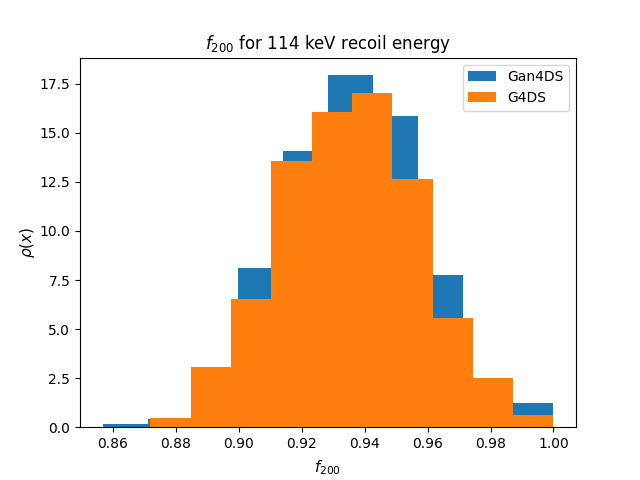 f₂₀₀ for 114 keV recoil energy
Gan4DS
G4DS
17.5
15.0
12.5
10.0
7.5
5.0
2.5
0.0
ρ(x)
0.86 0.88 0.90 0.92 0.94 0.96 0.98 1.00
f₂₀₀